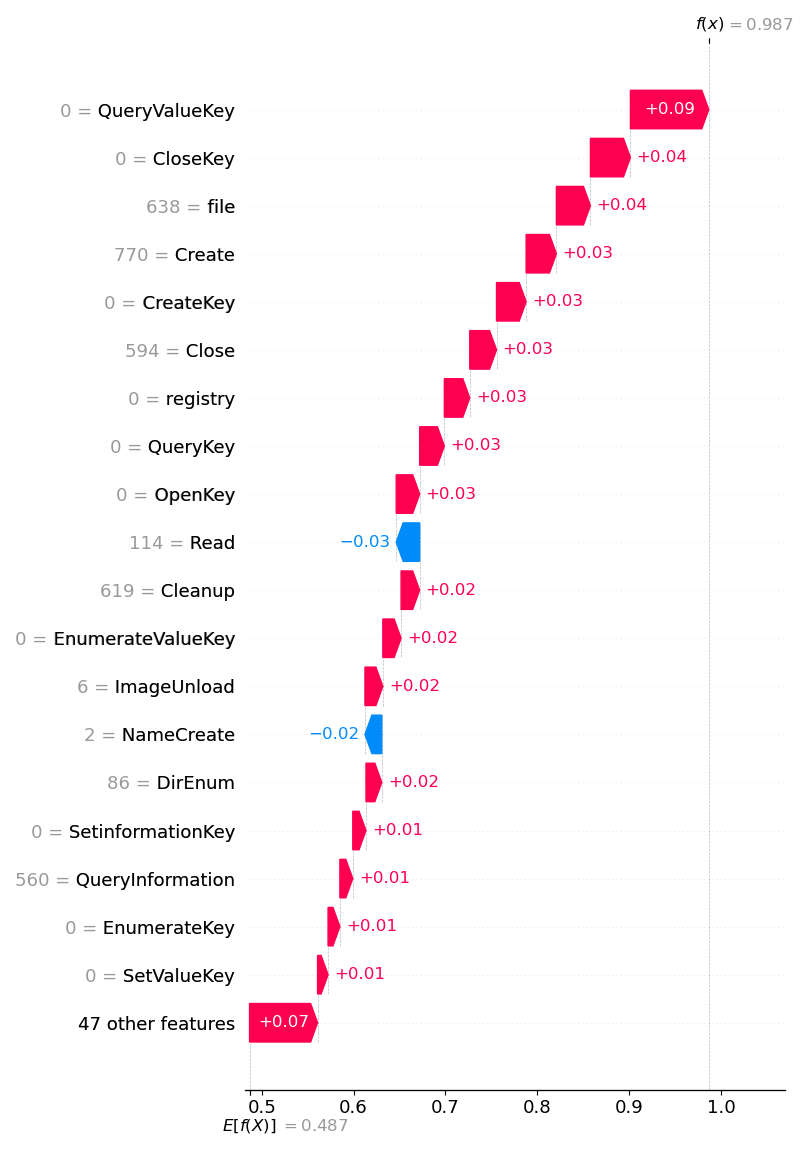 f(x) = 0.987
0 = QueryValueKey +0.09
0 = CloseKey +0.04
638 = file +0.04
770 = Create +0.03
0 = CreateKey +0.03
594 = Close +0.03
0 = registry +0.03
0 = QueryKey +0.03
0 = OpenKey +0.03
114 = Read −0.03
619 = Cleanup +0.02
0 = EnumerateValueKey +0.02
6 = ImageUnload +0.02
2 = NameCreate −0.02
86 = DirEnum +0.02
0 = SetinformationKey +0.01
560 = QueryInformation +0.01
0 = EnumerateKey +0.01
0 = SetValueKey +0.01
47 other features +0.07
0.5 0.6 0.7 0.8 0.9 1.0
E[f(X)] = 0.487